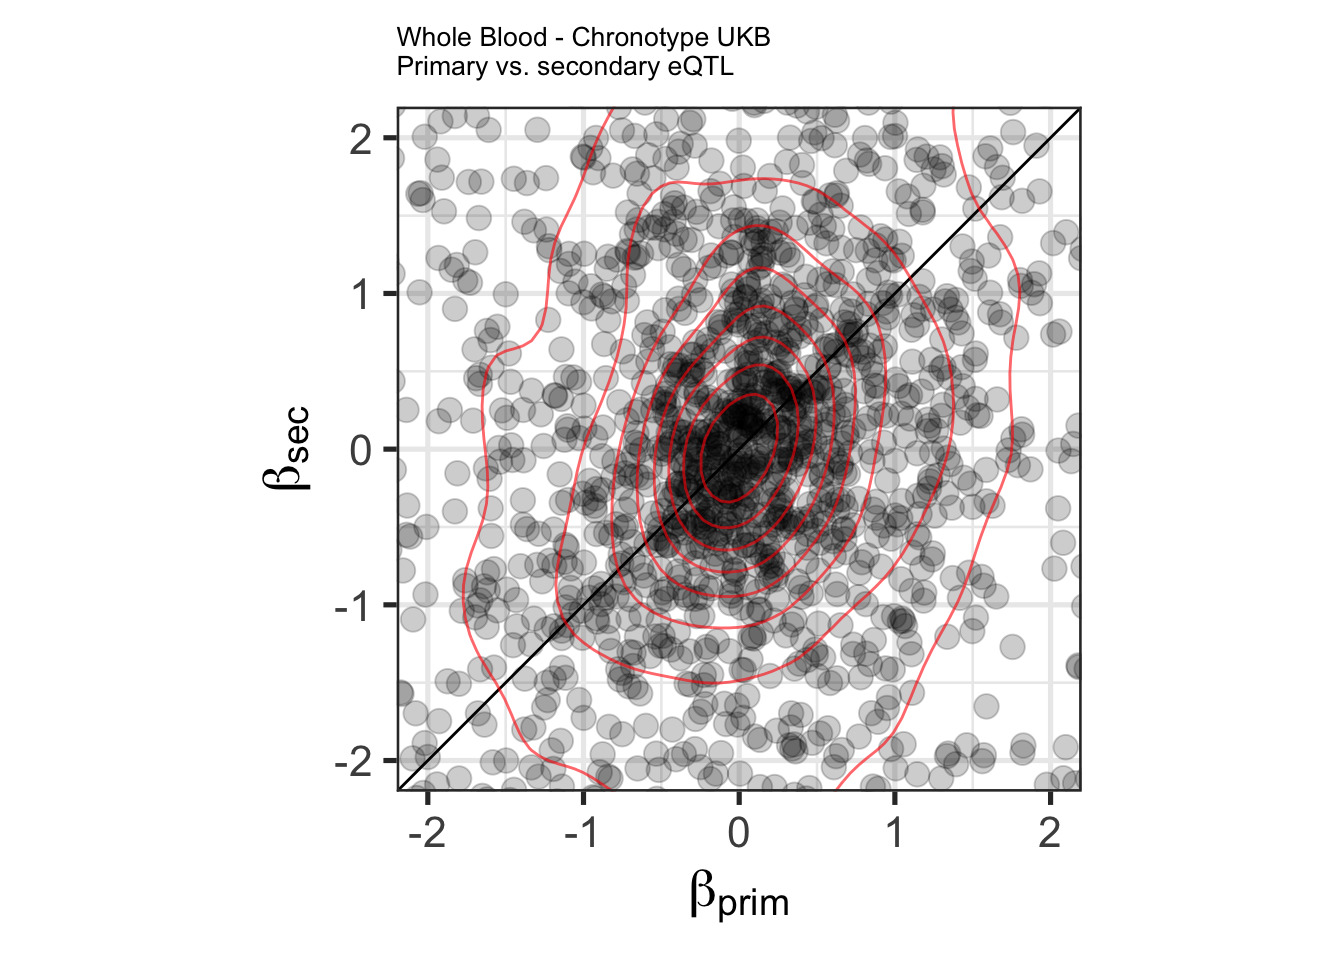 Whole Blood - Chronotype UKB
Primary vs. secondary eQTL
2
1
0
-1
-2
βsec
-2 -1 0 1 2
βprim